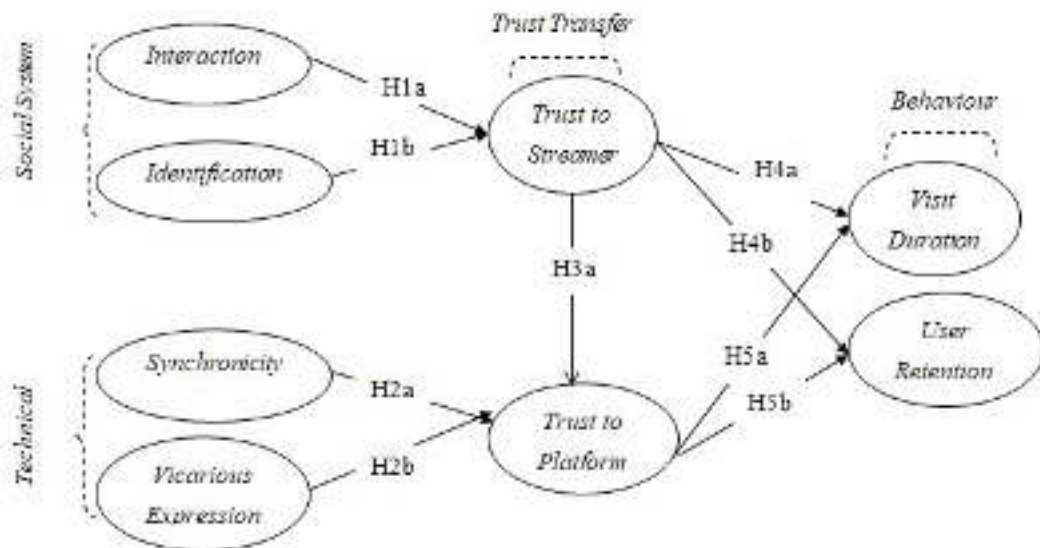 Social System
Interaction
Identification
H1a
H1b
Trust Transfer
Trust to
Streamer
H3a
H4a
H4b
Behaviour
Visit
Duration
User
Retention
Technical
Synchronicity
Vicarious
Expression
H2a
H2b
Trust to
Platform
H5a
H5b